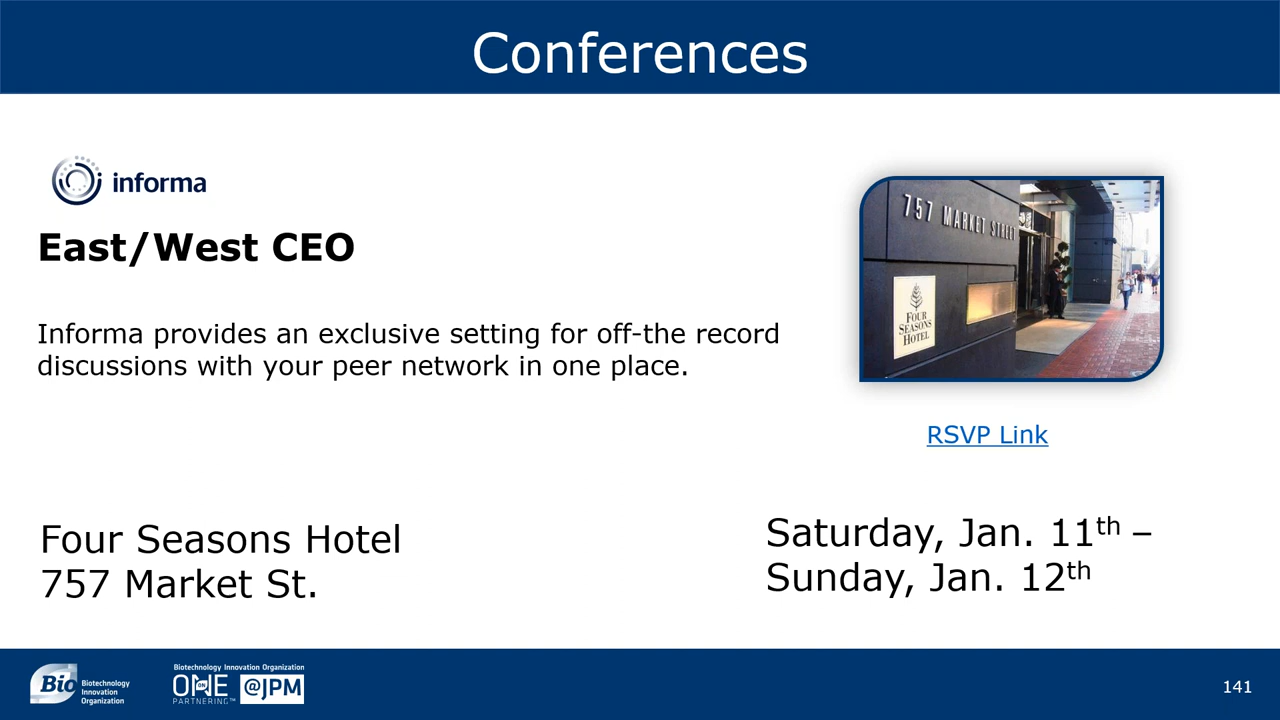 Conferences
informa
East/West CEO
Informa provides an exclusive setting for off-the record
discussions with your peer network in one place.
757 MARKET STREET
FOUR
SEASONS
HOTEL
RSVP Link
Four Seasons Hotel
757 Market St.
Saturday, Jan. 11th –
Sunday, Jan. 12th
Bio
Biotechnology
Innovation
Organization
Biotechnology Innovation Organization
ONE
ON
PARTNERING™
@JPM
141